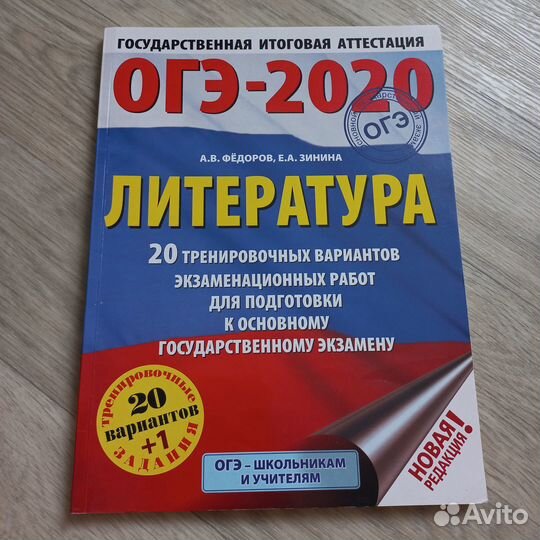 ГОСУДАРСТВЕННАЯ ИТОГОВАЯ АТТЕСТАЦИЯ
ОГЭ-2020
ОГЭ
А.В. ФЁДОРОВ, Е.А. ЗИНИНА
ЛИТЕРАТУРА
20 ТРЕНИРОВОЧНЫХ ВАРИАНТОВ
ЭКЗАМЕНАЦИОННЫХ РАБОТ
ДЛЯ ПОДГОТОВКИ
К ОСНОВНОМУ
ГОСУДАРСТВЕННОМУ ЭКЗАМЕНУ
тренировочные
20
вариантов
+1
ЗАДАНИЯ
НОВАЯ
РЕДАКЦИЯ!
ОГЭ – ШКОЛЬНИКАМ
И УЧИТЕЛЯМ
Avito